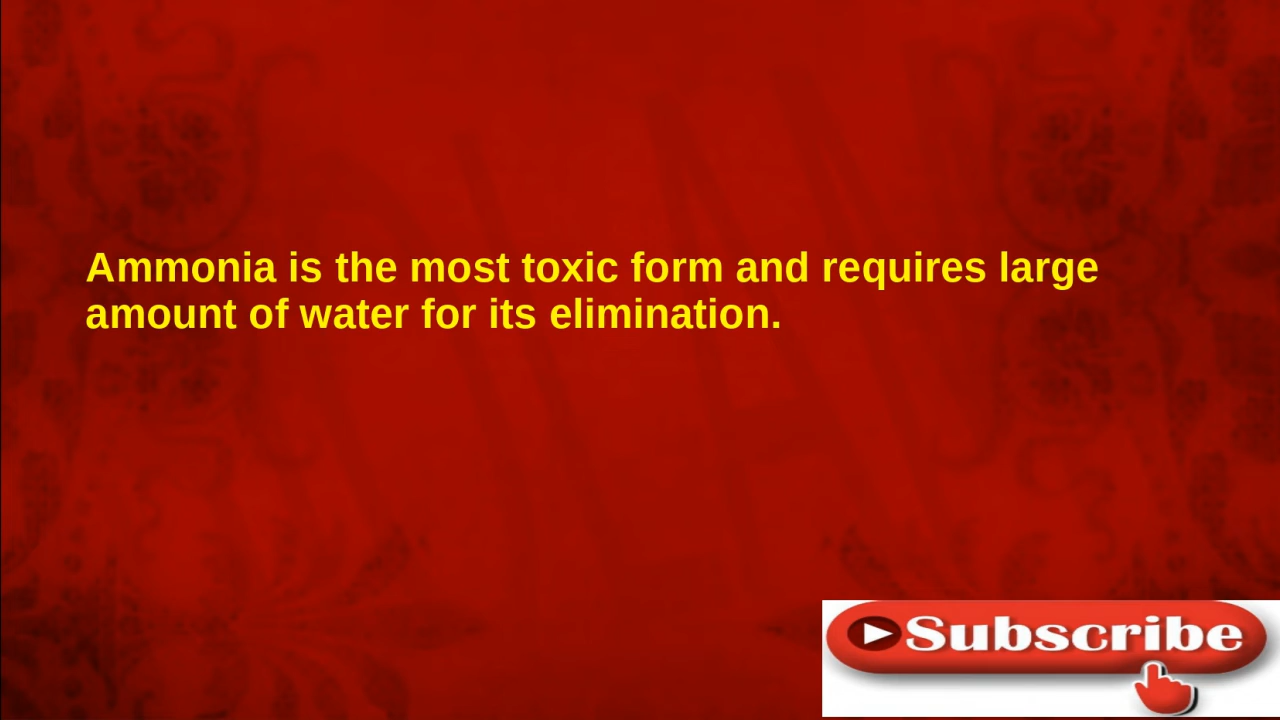 Ammonia is the most toxic form and requires large
amount of water for its elimination.
Subscribe